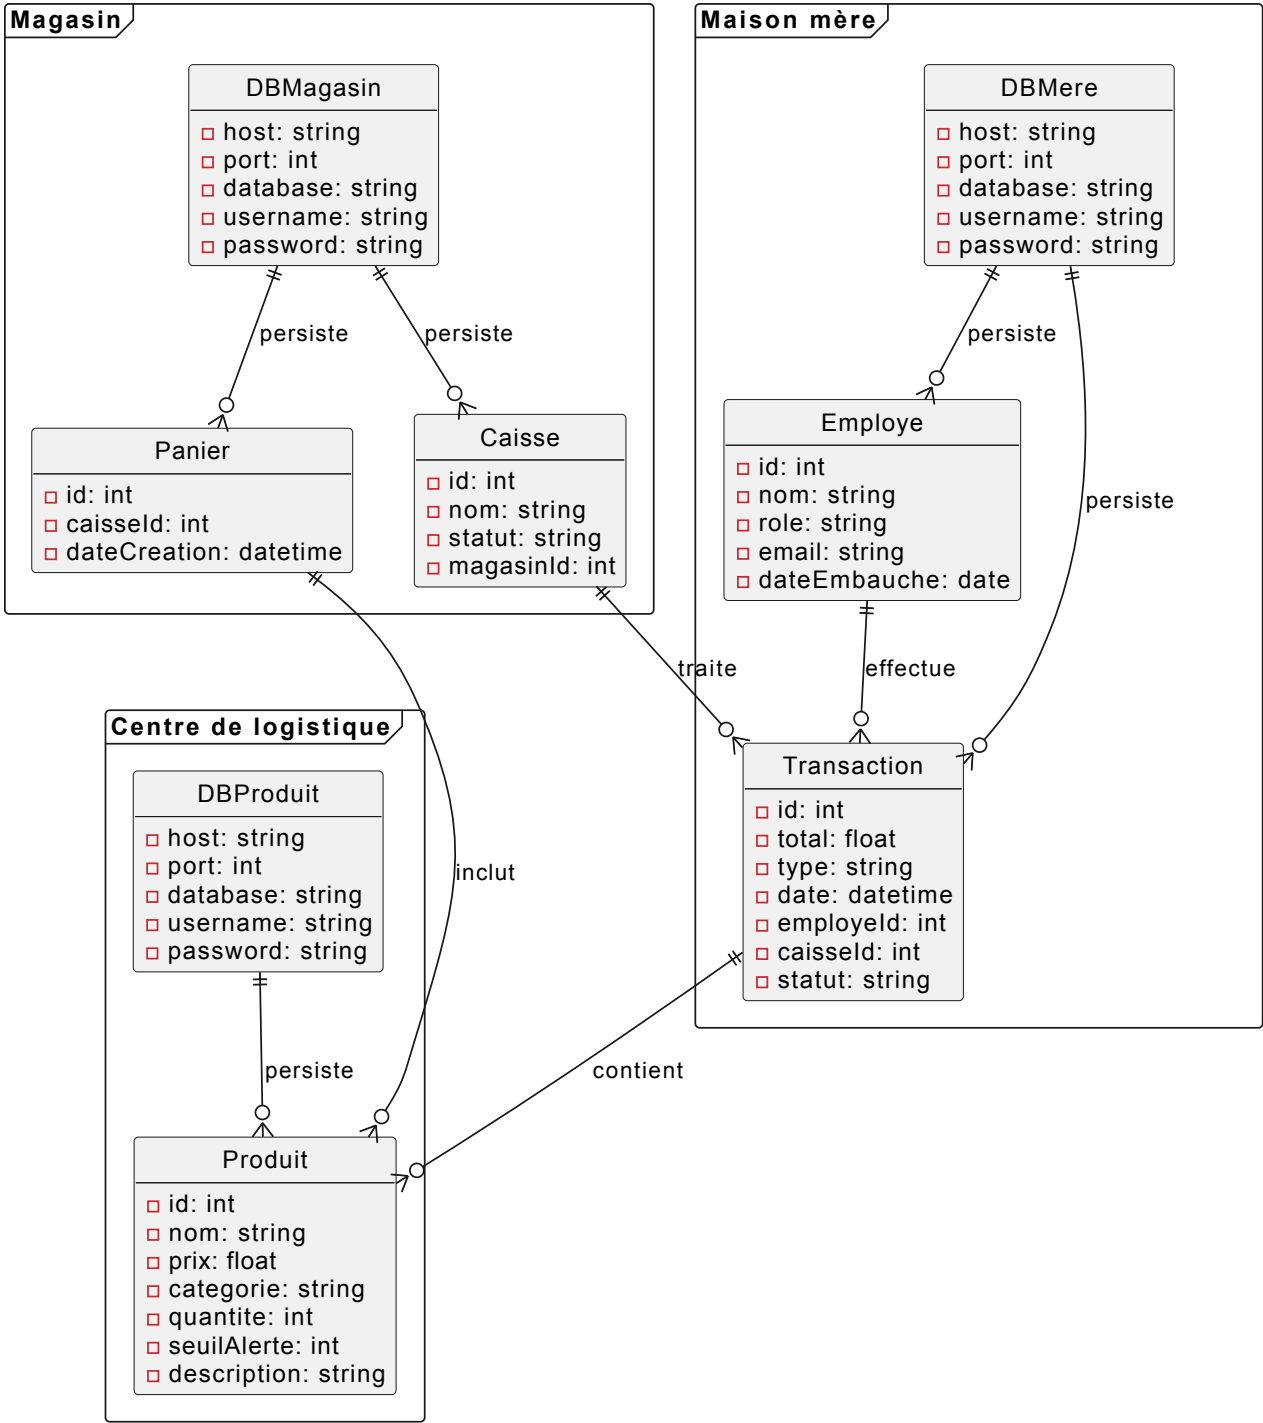 Magasin
DBMagasin
host: string
port: int
database: string
username: string
password: string
persiste
persiste
Panier
id: int
caisseId: int
dateCreation: datetime
Caisse
id: int
nom: string
statut: string
magasinId: int
Maison mère
DBMere
host: string
port: int
database: string
username: string
password: string
persiste
persiste
Employe
id: int
nom: string
role: string
email: string
dateEmbauche: date
traite
effectue
Transaction
id: int
total: float
type: string
date: datetime
employeId: int
caisseId: int
statut: string
Centre de logistique
DBProduit
host: string
port: int
database: string
username: string
password: string
inclut
persiste
contient
Produit
id: int
nom: string
prix: float
categorie: string
quantite: int
seuilAlerte: int
description: string